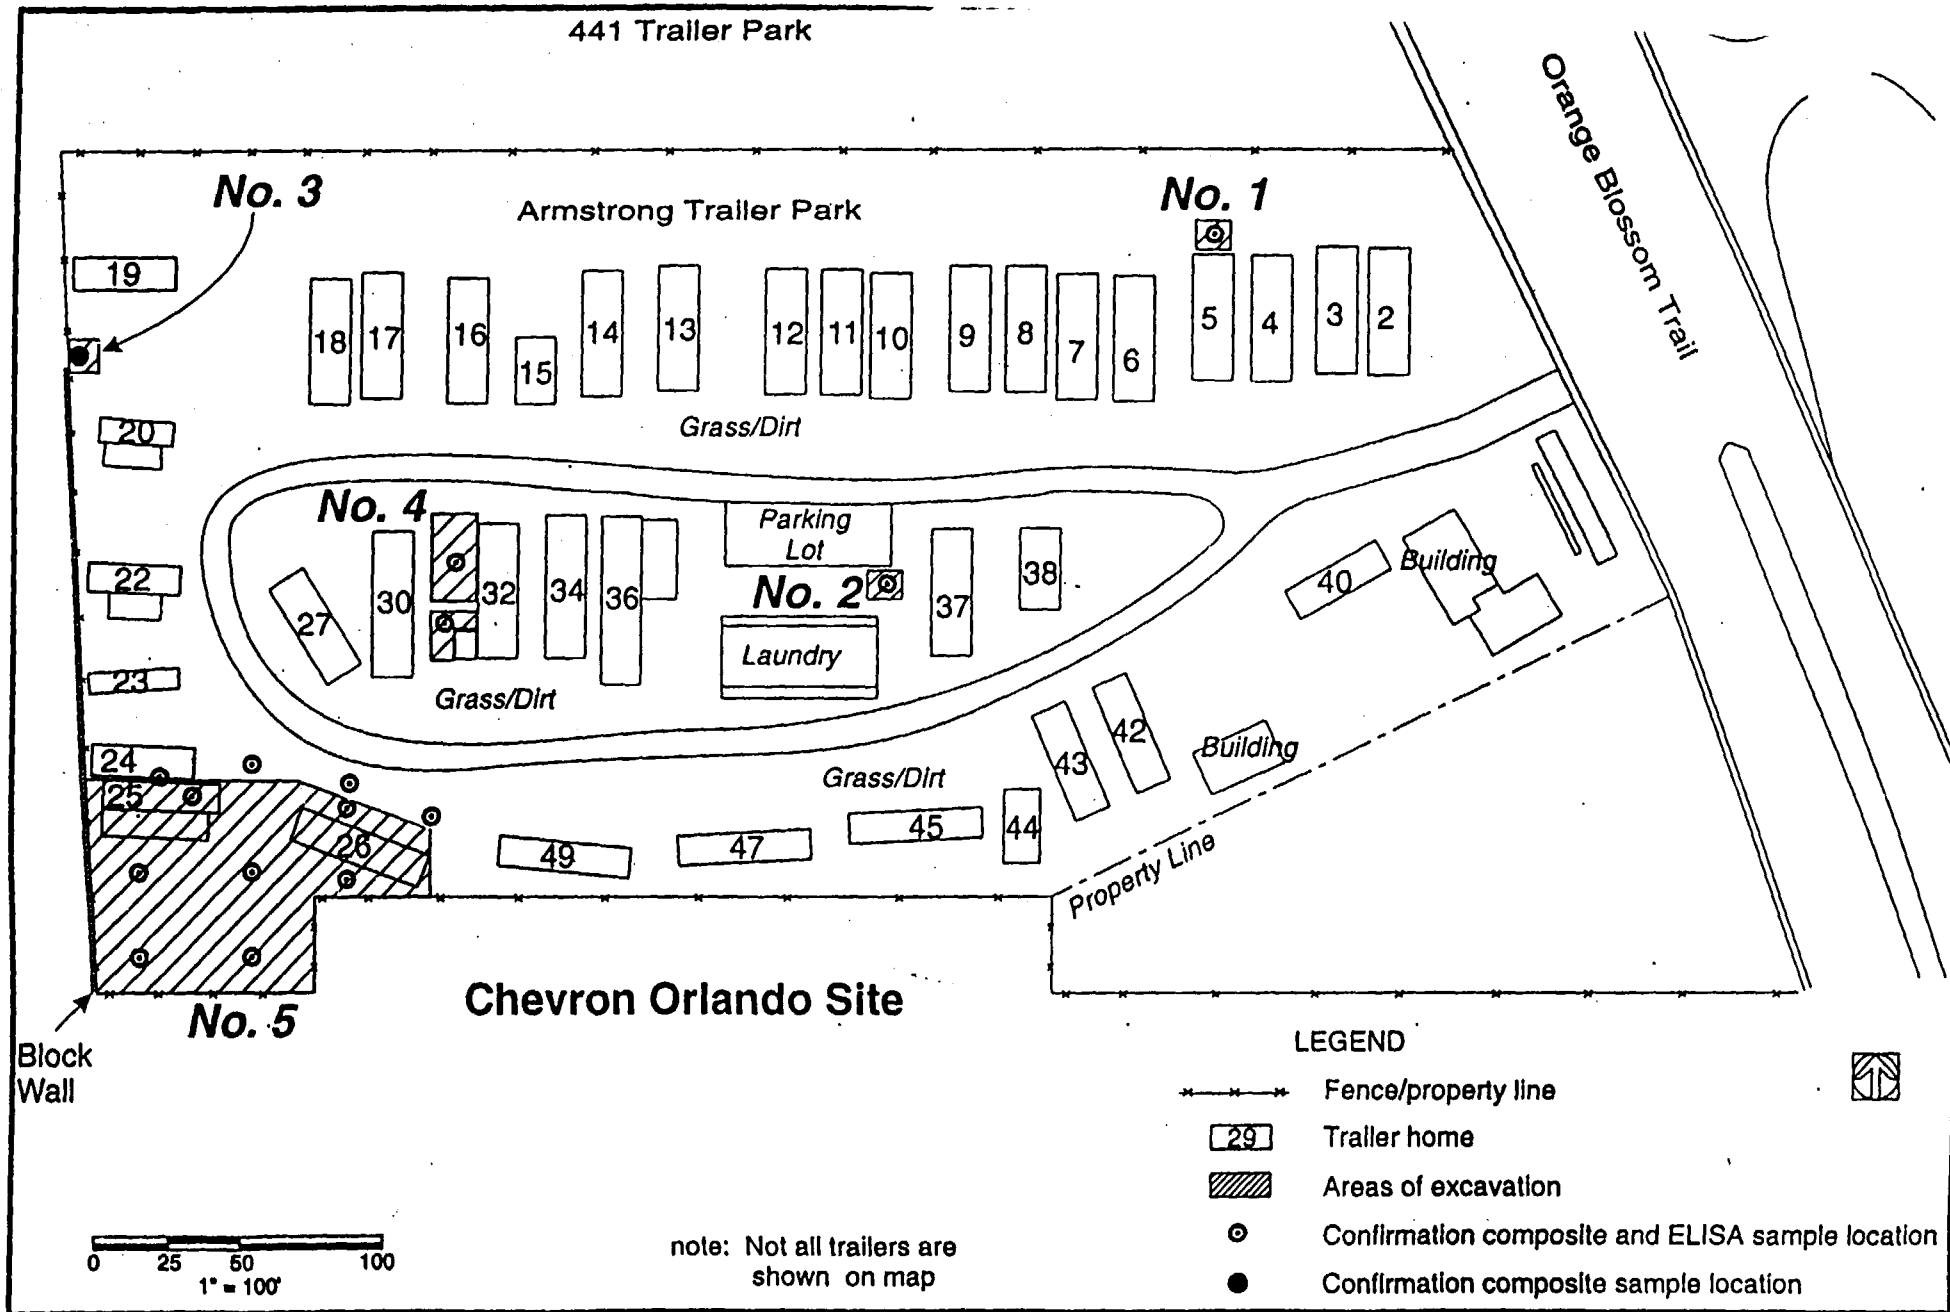 441 Trailer Park
Orange Blossom Trail
No. 3
Armstrong Trailer Park
No. 1
19
18
17
16
15
14
13
12
11
10
9
8
7
6
5
4
3
2
20
Grass/Dirt
No. 4
Parking
Lot
No. 2
22
27
30
32
34
36
37
38
40
Building
Laundry
23
Grass/Dirt
24
25
26
Grass/Dirt
43
42
Building
49
47
45
44
Property Line
No. 5
Chevron Orlando Site
Block
Wall
LEGEND
Fence/property line
29 Trailer home
Areas of excavation
Confirmation composite and ELISA sample location
Confirmation composite sample location
0 25 50 100
1" = 100'
note: Not all trailers are
shown on map